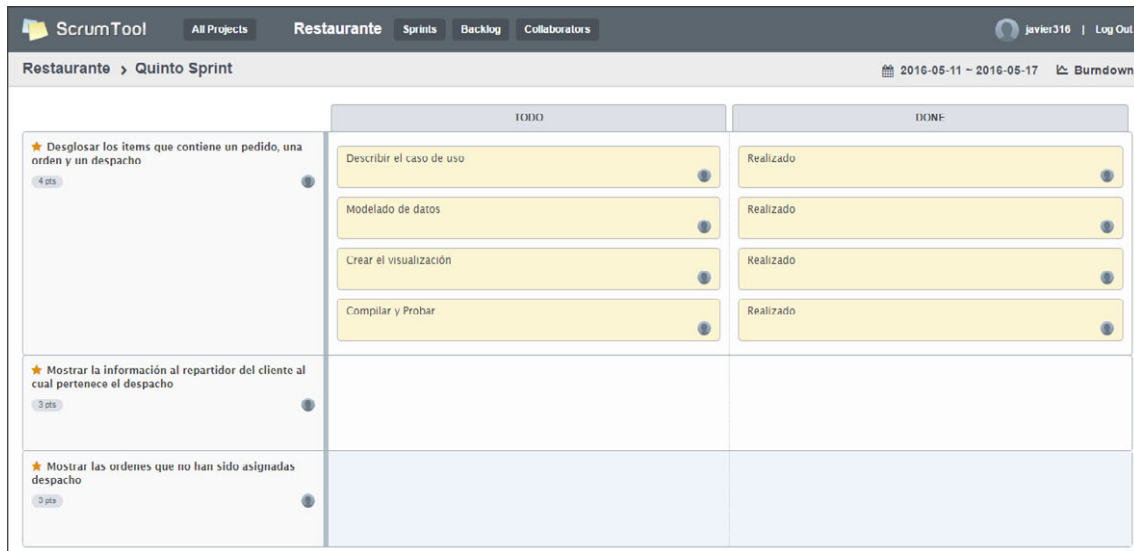 ScrumTool All Projects Restaurante Sprints Backlog Collaborators javier316 | Log Out
Restaurante > Quinto Sprint 2016-05-11 ~ 2016-05-17 Burndown
TODO DONE
Desglosar los items que contiene un pedido, una
orden y un despacho
4 pts
Describir el caso de uso Realizado
Modelado de datos Realizado
Crear el visualización Realizado
Compilar y Probar Realizado
Mostrar la información al repartidor del cliente al
cual pertenece el despacho
3 pts
Mostrar las ordenes que no han sido asignadas
despacho
3 pts